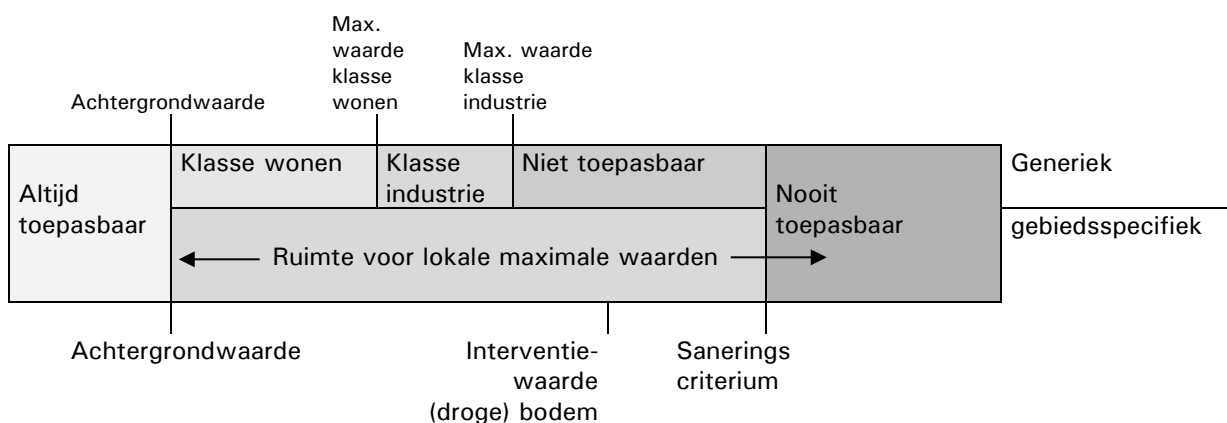 Max.
waarde
klasse
wonen
Max. waarde
klasse
industrie
Achtergrondwaarde
Altijd
toepasbaar
Klasse wonen
Klasse
industrie
Niet toepasbaar
Nooit
toepasbaar
Generiek
gebiedsspecifiek
Ruimte voor lokale maximale waarden
Achtergrondwaarde
Interventie-
waarde
(droge) bodem
Sanerings
criterium